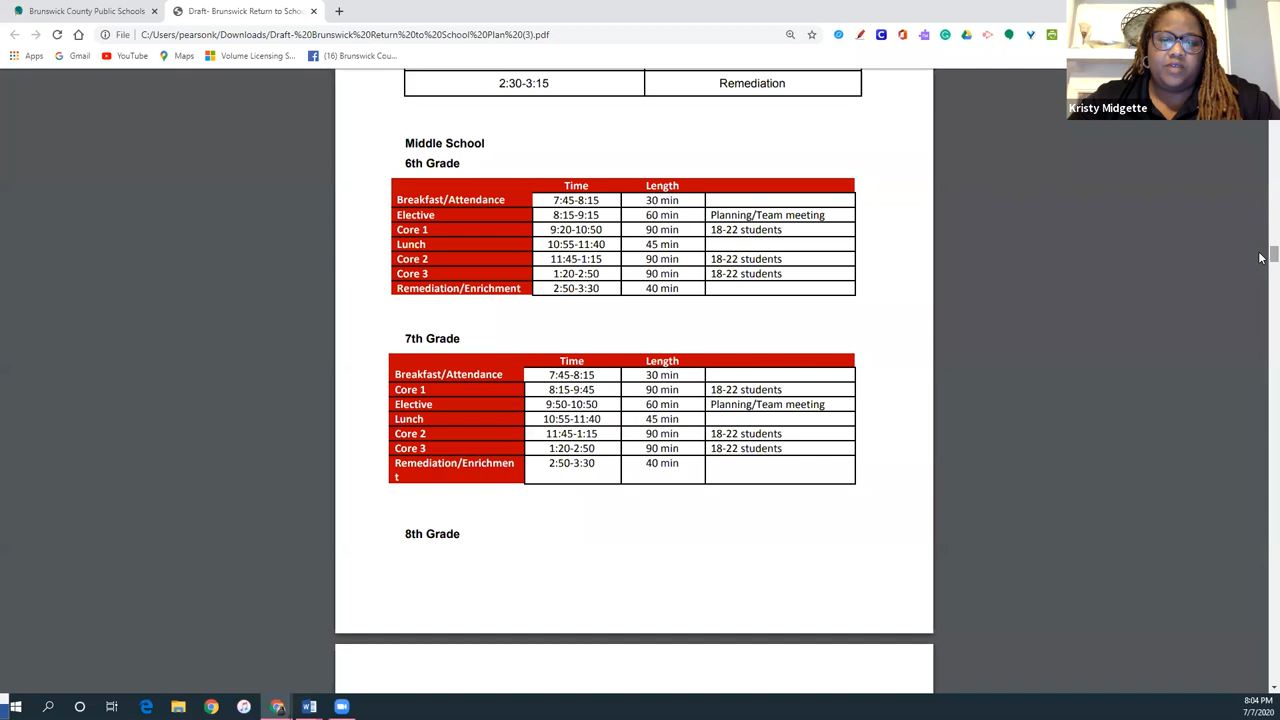 Brunswick County Public Schools
Draft- Brunswick Return to Schoo
File
C:/Users/pearsonk/Downloads/Draft-%20Brunswick%20Return%20to%20School%20Plan%20(3).pdf
Apps
Gmail
YouTube
Maps
Volume Licensing S...
(16) Brunswick Cou...
Kristy Midgette
2:30-3:15 Remediation
Middle School
6th Grade
Time Length
Breakfast/Attendance 7:45-8:15 30 min
Elective 8:15-9:15 60 min Planning/Team meeting
Core 1 9:20-10:50 90 min 18-22 students
Lunch 10:55-11:40 45 min
Core 2 11:45-1:15 90 min 18-22 students
Core 3 1:20-2:50 90 min 18-22 students
Remediation/Enrichment 2:50-3:30 40 min
7th Grade
Time Length
Breakfast/Attendance 7:45-8:15 30 min
Core 1 8:15-9:45 90 min 18-22 students
Elective 9:50-10:50 60 min Planning/Team meeting
Lunch 10:55-11:40 45 min
Core 2 11:45-1:15 90 min 18-22 students
Core 3 1:20-2:50 90 min 18-22 students
Remediation/Enrichmen 2:50-3:30 40 min
t
8th Grade
8:04 PM
7/7/2020